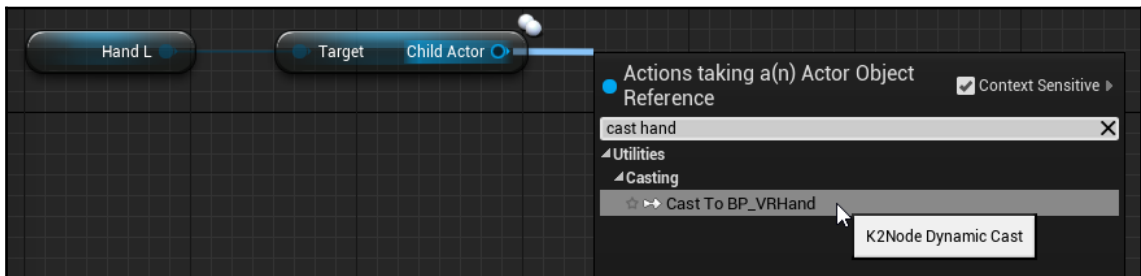 Hand L
Target Child Actor
Actions taking a(n) Actor Object
Reference
Context Sensitive
cast hand
Utilities
Casting
Cast To BP_VRHand
K2Node Dynamic Cast